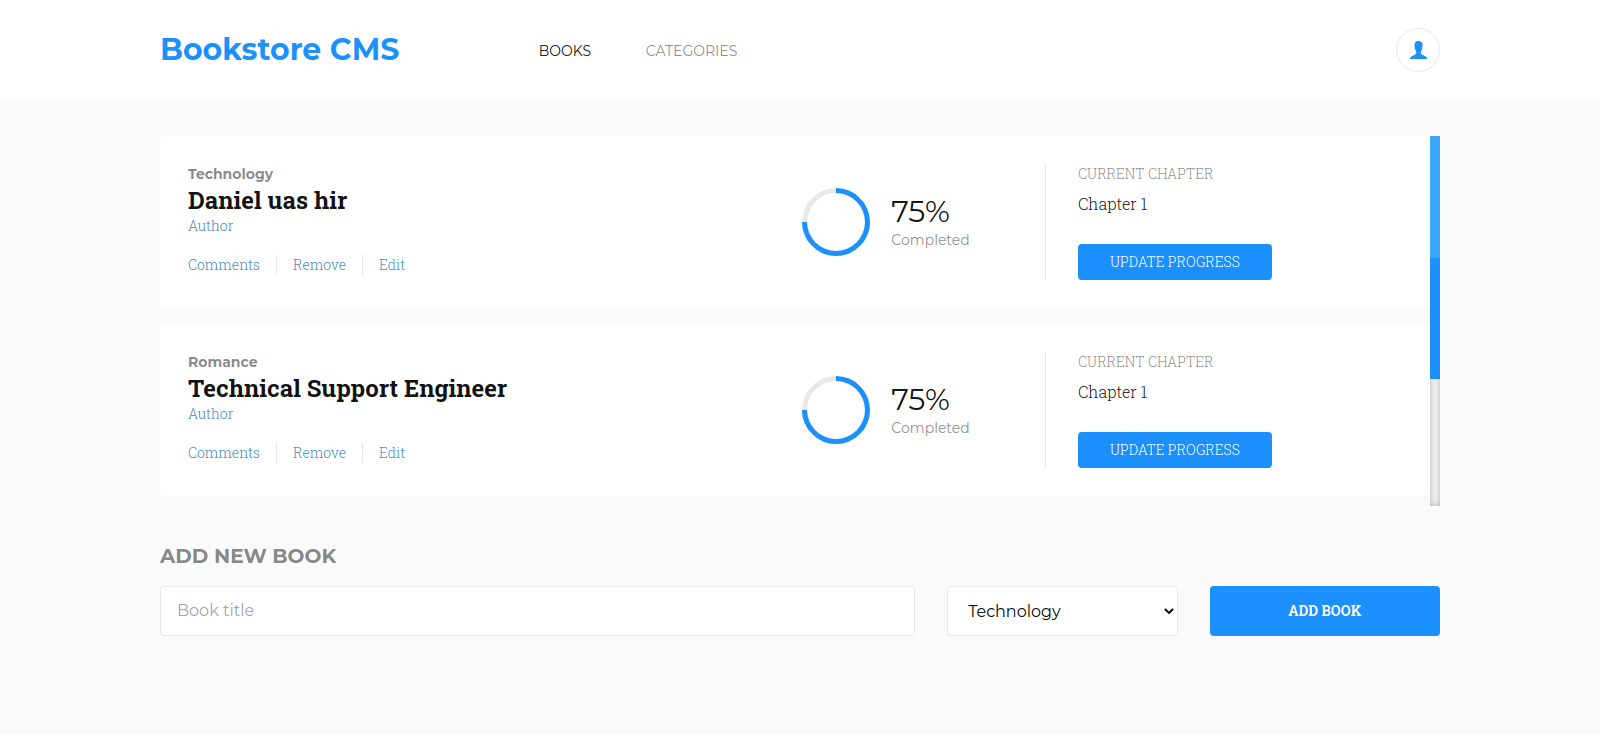 Bookstore CMS
BOOKS
CATEGORIES
Technology
Daniel uas hir
Author
Comments
Remove
Edit
75%
Completed
CURRENT CHAPTER
Chapter 1
UPDATE PROGRESS
Romance
Technical Support Engineer
Author
Comments
Remove
Edit
75%
Completed
CURRENT CHAPTER
Chapter 1
UPDATE PROGRESS
ADD NEW BOOK
Book title
Technology
ADD BOOK